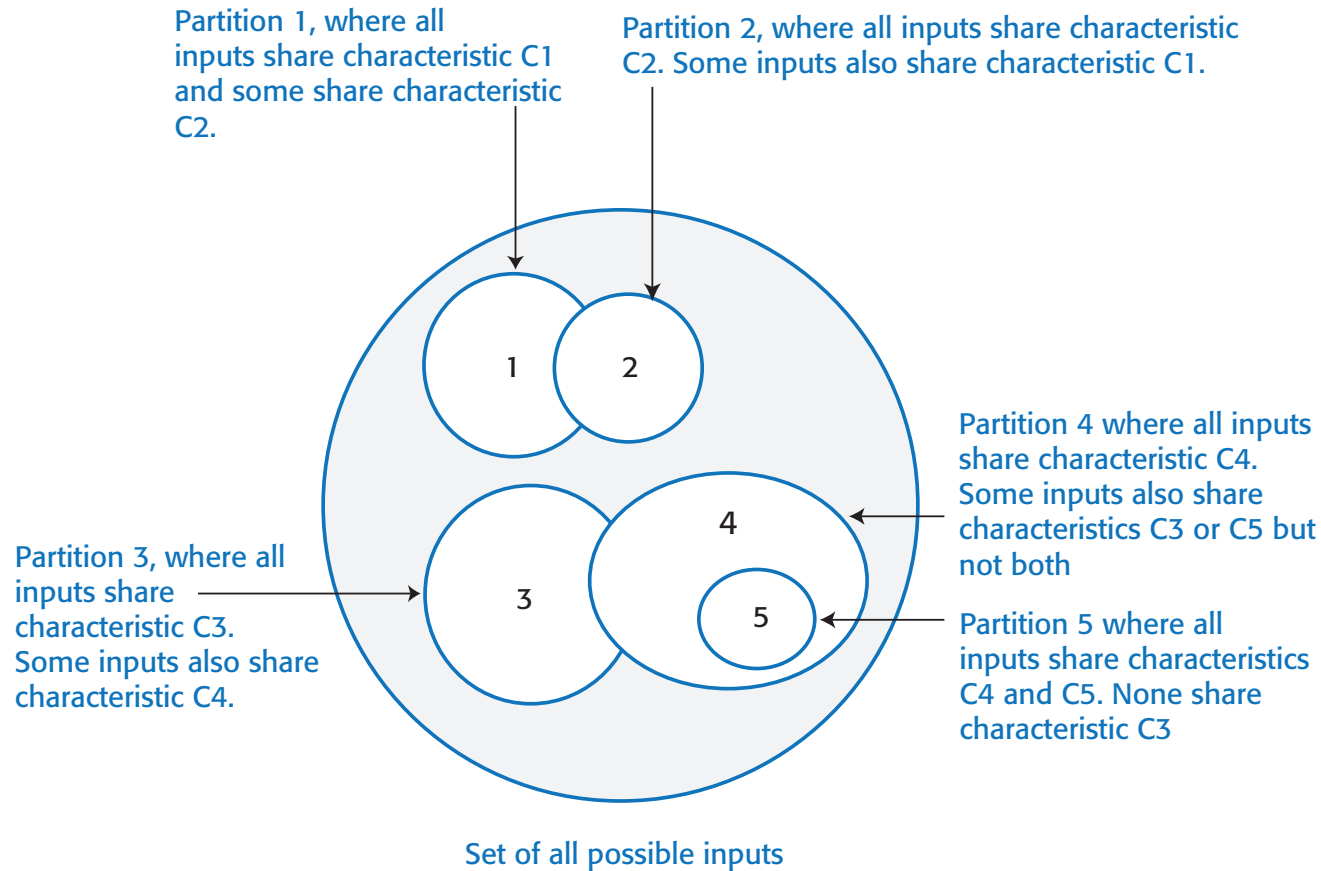 Partition 1, where all
inputs share characteristic C1
and some share characteristic
C2.
Partition 2, where all inputs share characteristic
C2. Some inputs also share characteristic C1.
1
2
Partition 4 where all inputs
share characteristic C4.
Some inputs also share
characteristics C3 or C5 but
not both
4
Partition 3, where all
inputs share
characteristic C3.
Some inputs also share
characteristic C4.
3
5
Partition 5 where all
inputs share characteristics
C4 and C5. None share
characteristic C3
Set of all possible inputs